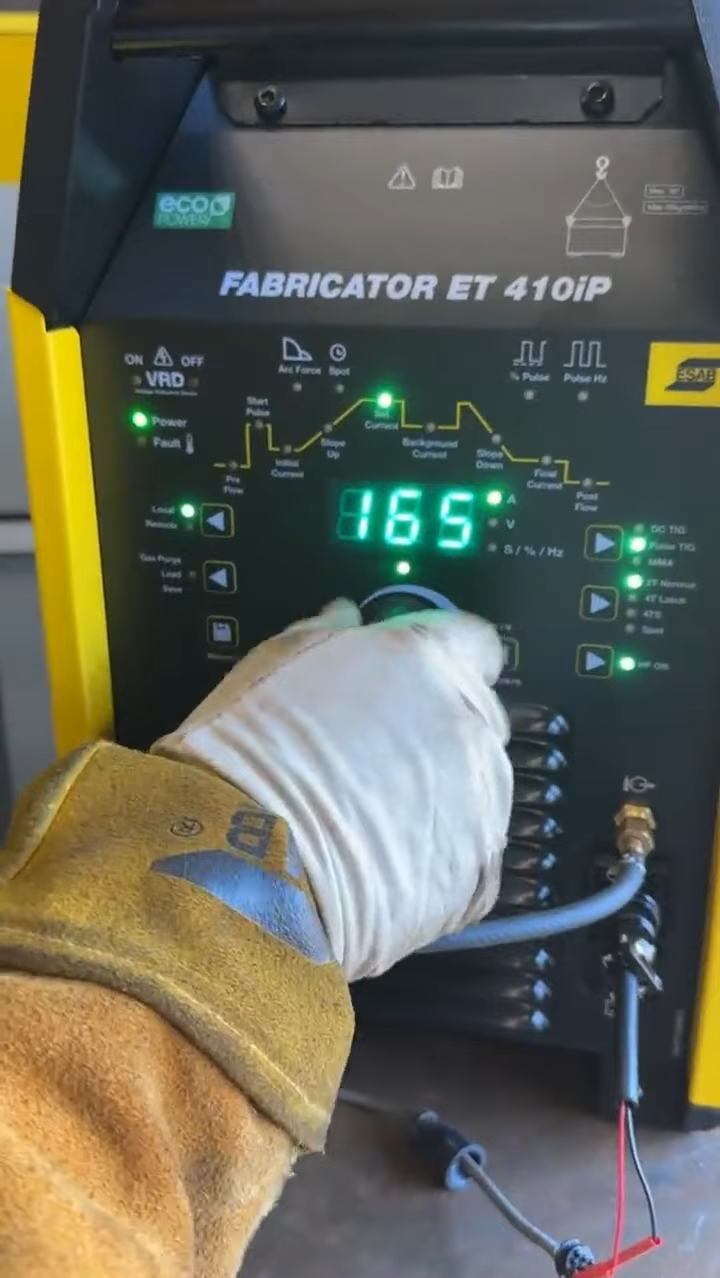 eco
POWER
FABRICATOR ET 410iP
ESAB
ON OFF
VRD
Power
Fault
Arc Force
Spot
% Pulse
Pulse Hz
Start
Pulse
Pre
Flow
Initial
Current
Slope
Up
Set
Current
Background
Current
Slope
Down
Final
Current
Post
Flow
165
A
V
S / % / Hz
Local
Remote
Gas Purge
Load
Save
DC TIG
Pulse TIG
MMA
2T Normal
4T Latch
4TS
Spot
HF ON
®